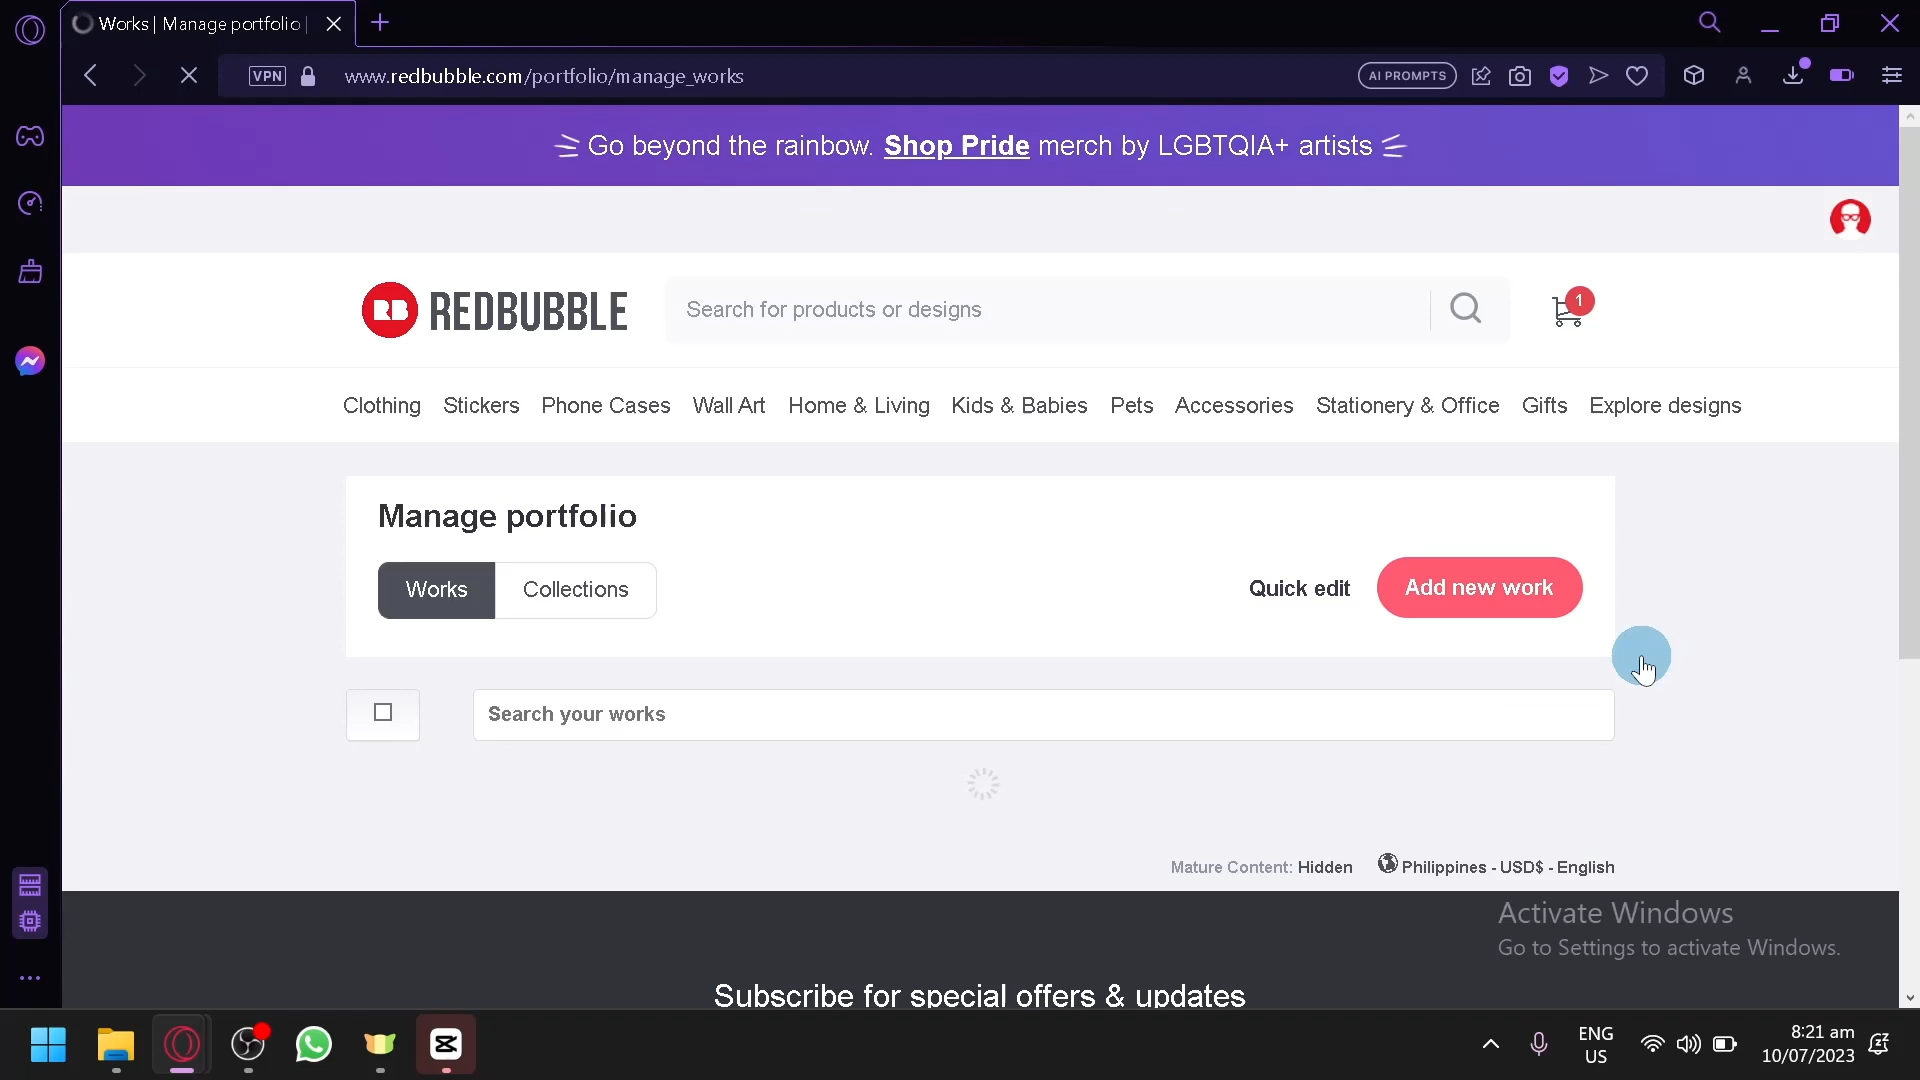 Works | Manage portfolio
VPN
www.redbubble.com/portfolio/manage_works
AI PROMPTS
Go beyond the rainbow. Shop Pride merch by LGBTQIA+ artists
RB REDBUBBLE
Search for products or designs
1
Clothing Stickers Phone Cases Wall Art Home & Living Kids & Babies Pets Accessories Stationery & Office Gifts Explore designs
Manage portfolio
Works Collections
Quick edit
Add new work
Search your works
Mature Content: Hidden
Philippines - USD$ - English
Activate Windows
Go to Settings to activate Windows.
Subscribe for special offers & updates
ENG
US
8:21 am
10/07/2023